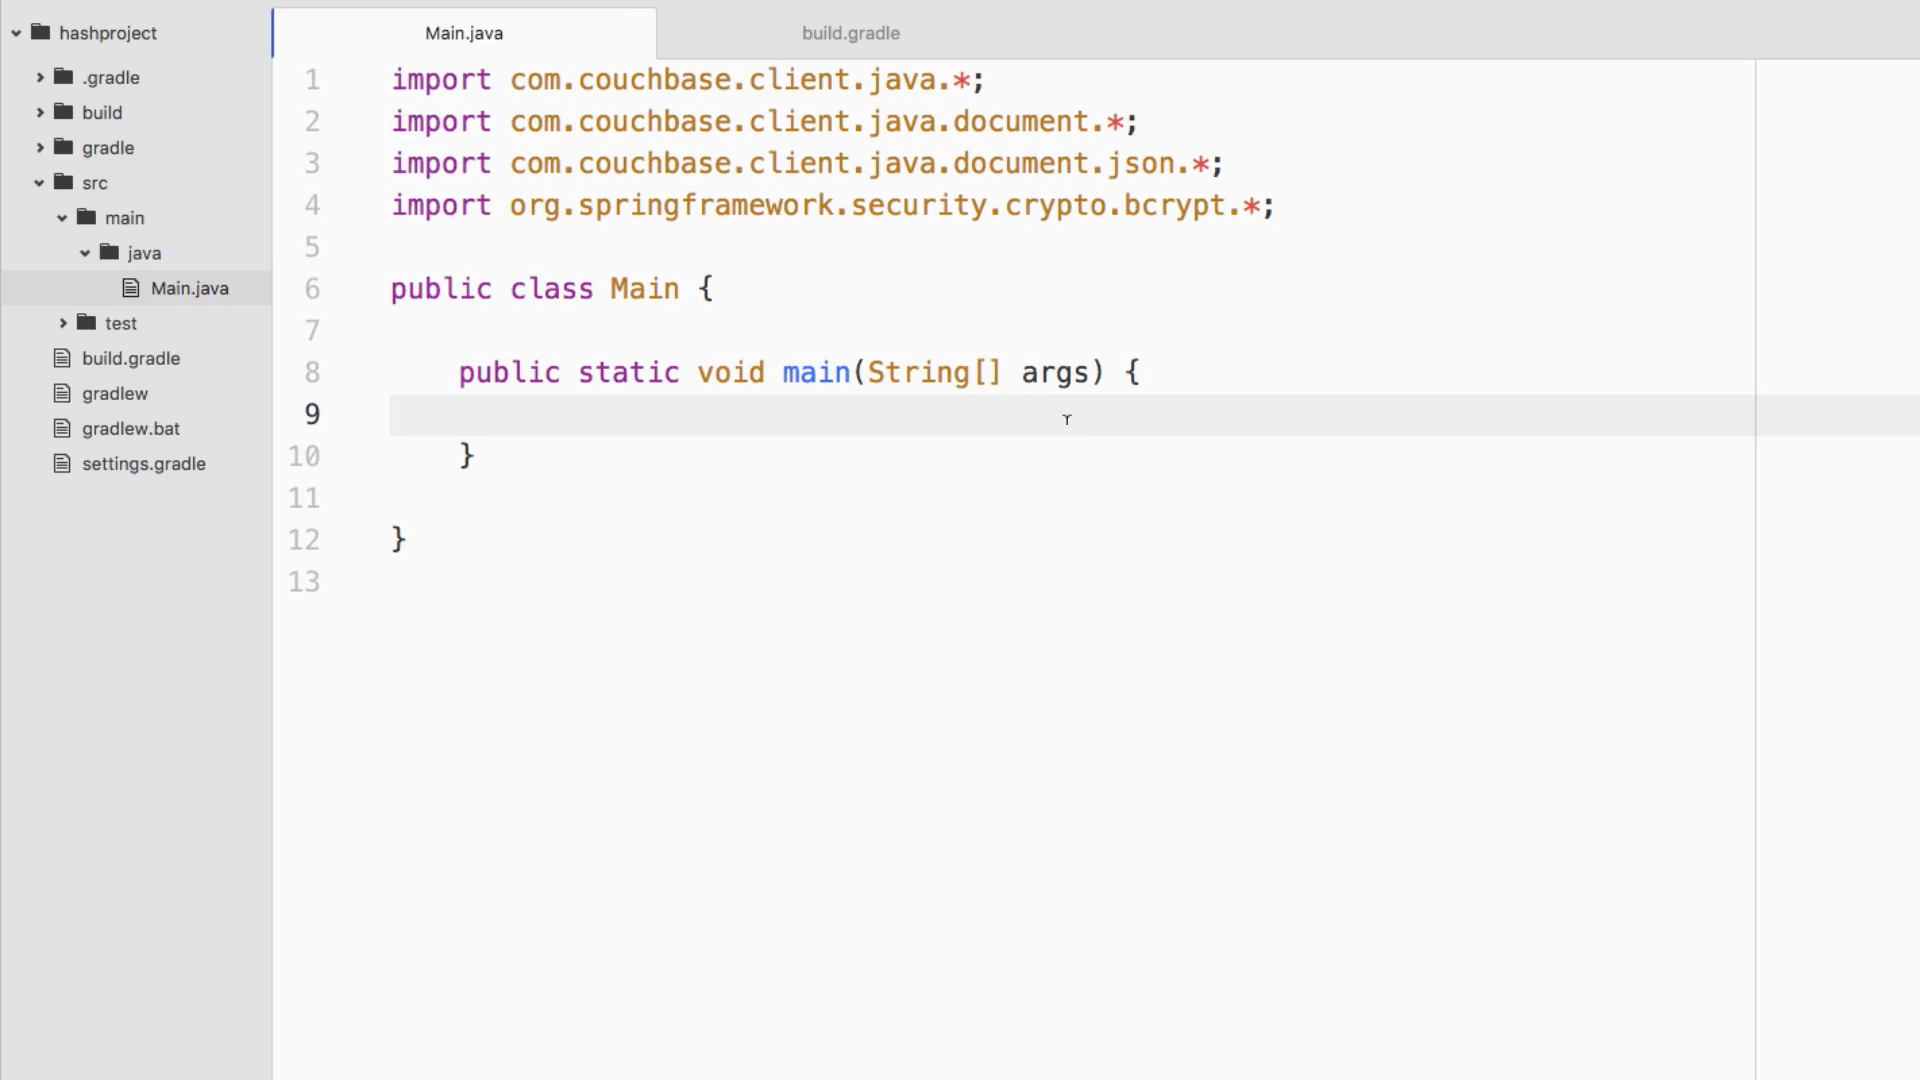 hashproject
.gradle
build
gradle
src
main
java
Main.java
test
build.gradle
gradlew
gradlew.bat
settings.gradle
Main.java
build.gradle
1 import com.couchbase.client.java.*;
2 import com.couchbase.client.java.document.*;
3 import com.couchbase.client.java.document.json.*;
4 import org.springframework.security.crypto.bcrypt.*;
5
6 public class Main {
7
8 public static void main(String[] args) {
9
10 }
11
12 }
13